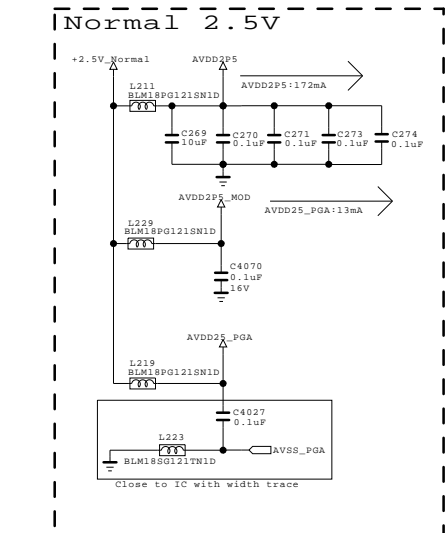 Normal 2.5V
+2.5V_Normal
AVDD2P5
L211
BLM18PG121SN1D
AVDD2P5:172mA
C269
10uF
C270
0.1uF
C271
0.1uF
C273
0.1uF
C274
0.1uF
AVDD2P5_MOD
AVDD25_PGA:13mA
L229
BLM18PG121SN1D
C4070
0.1uF
16V
AVDD25_PGA
L219
BLM18PG121SN1D
C4027
0.1uF
L223
AVSS_PGA
BLM18SG121TN1D
Close to IC with width trace